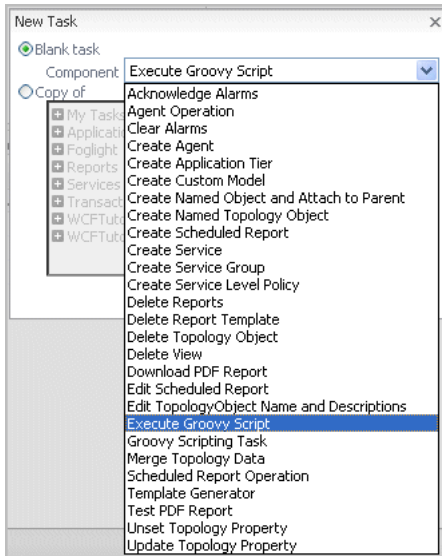 New Task
Blank task
Component Execute Groovy Script
Copy of
My Tasks
Foglight
Reports
Services
Acknowledge Alarms
Agent Operation
Clear Alarms
Create Agent
Create Application Tier
Create Custom Model
Create Named Object and Attach to Parent
Create Named Topology Object
Create Scheduled Report
Create Service
Create Service Group
Create Service Level Policy
Delete Reports
Delete Report Template
Delete Topology Object
Delete View
Download PDF Report
Edit Scheduled Report
Edit TopologyObject Name and Descriptions
Execute Groovy Script
Groovy Scripting Task
Merge Topology Data
Scheduled Report Operation
Template Generator
Test PDF Report
Unset Topology Property
Update Topology Property